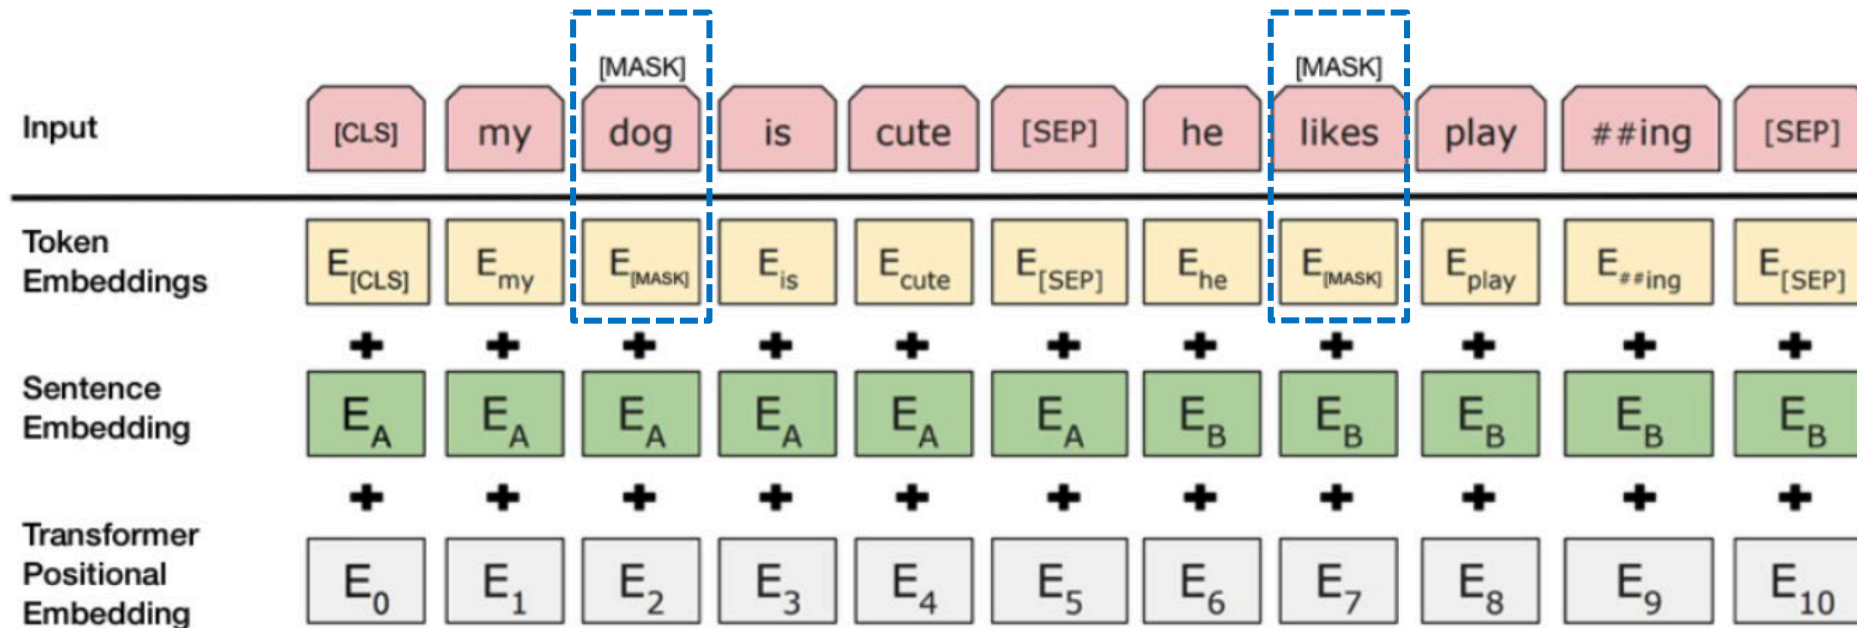 [MASK] [MASK]
Input [CLS] my dog is cute [SEP] he likes play ##ing [SEP]
Token
Embeddings
E[CLS] Emy E[MASK] Eis Ecute E[SEP] Ehe E[MASK] Eplay E##ing E[SEP]
+ + + + + + + + + + +
Sentence
Embedding
EA EA EA EA EA EA EB EB EB EB EB
+ + + + + + + + + + +
Transformer
Positional
Embedding
E0 E1 E2 E3 E4 E5 E6 E7 E8 E9 E10